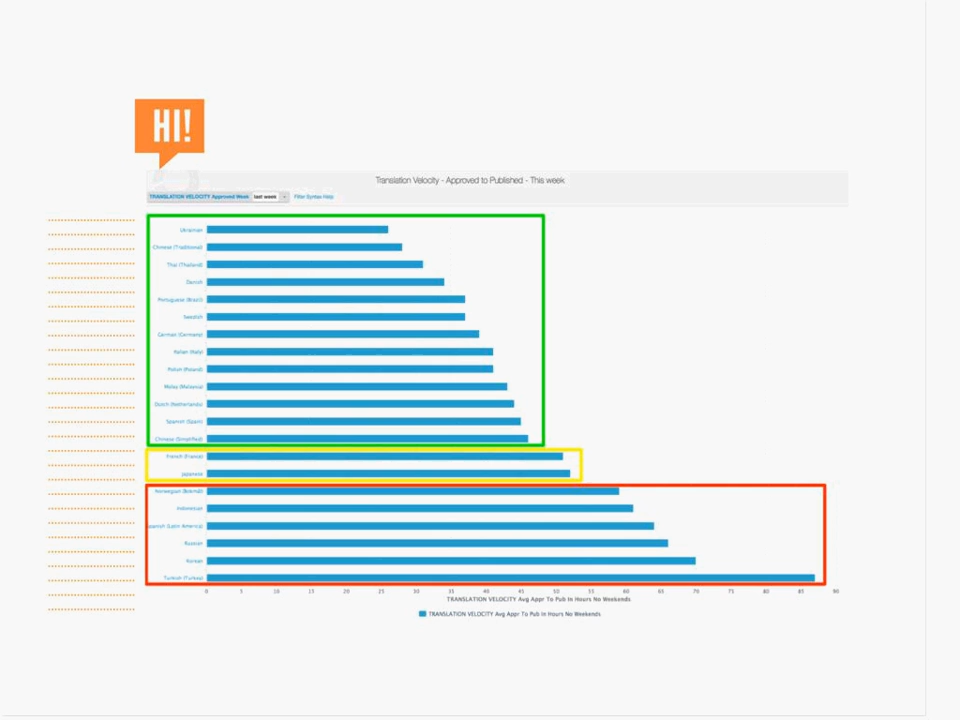 HI!
Translation Velocity - Approved to Published - This week
TRANSLATION VELOCITY Approved Week last week Filter Syntax Help
Ukrainian
Chinese (Traditional)
Thai (Thailand)
Danish
Portuguese (Brazil)
Swedish
German (Germany)
Italian (Italy)
Polish (Poland)
Malay (Malaysia)
Dutch (Netherlands)
Spanish (Spain)
Chinese (Simplified)
French (France)
Japanese
Norwegian (Bokmål)
Indonesian
Spanish (Latin America)
Russian
Korean
Turkish (Turkey)
0 5 10 15 20 25 30 35 40 45 50 55 60 65 70 75 80 85 90
TRANSLATION VELOCITY Avg Appr To Pub In Hours No Weekends
TRANSLATION VELOCITY Avg Appr To Pub In Hours No Weekends